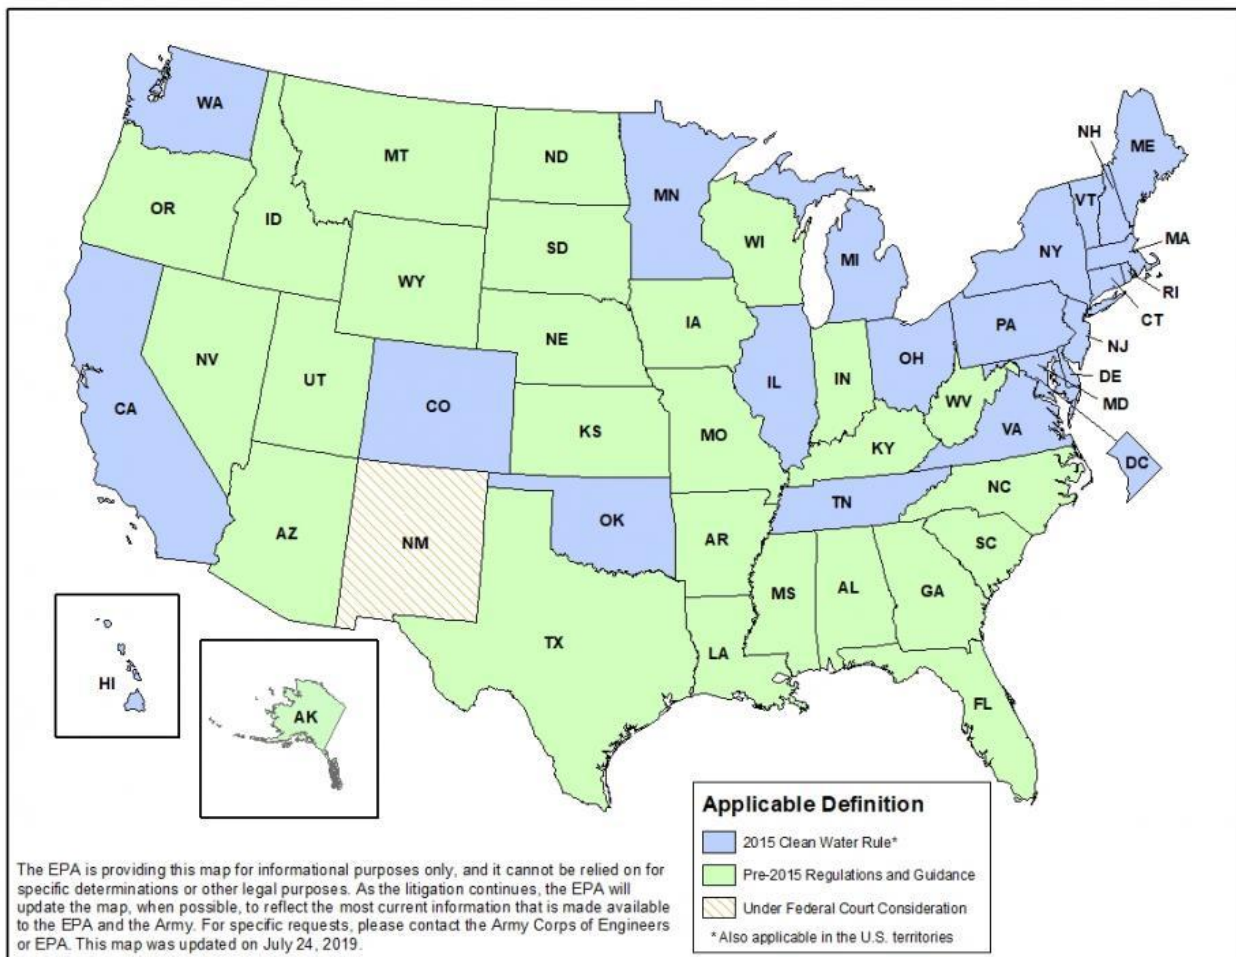 WA
MT
ND
MN
NH
ME
VT
OR
ID
SD
WI
MI
NY
MA
WY
RI
CT
IA
NE
PA
NJ
NV
UT
CO
IL
IN
OH
DE
MD
CA
KS
MO
WV
VA
KY
DC
NC
TN
OK
AZ
NM
AR
SC
MS
AL
GA
TX
LA
HI
AK
FL
Applicable Definition
2015 Clean Water Rule*
Pre-2015 Regulations and Guidance
Under Federal Court Consideration
* Also applicable in the U.S. territories
The EPA is providing this map for informational purposes only, and it cannot be relied on for
specific determinations or other legal purposes. As the litigation continues, the EPA will
update the map, when possible, to reflect the most current information that is made available
to the EPA and the Army. For specific requests, please contact the Army Corps of Engineers
or EPA. This map was updated on July 24, 2019.